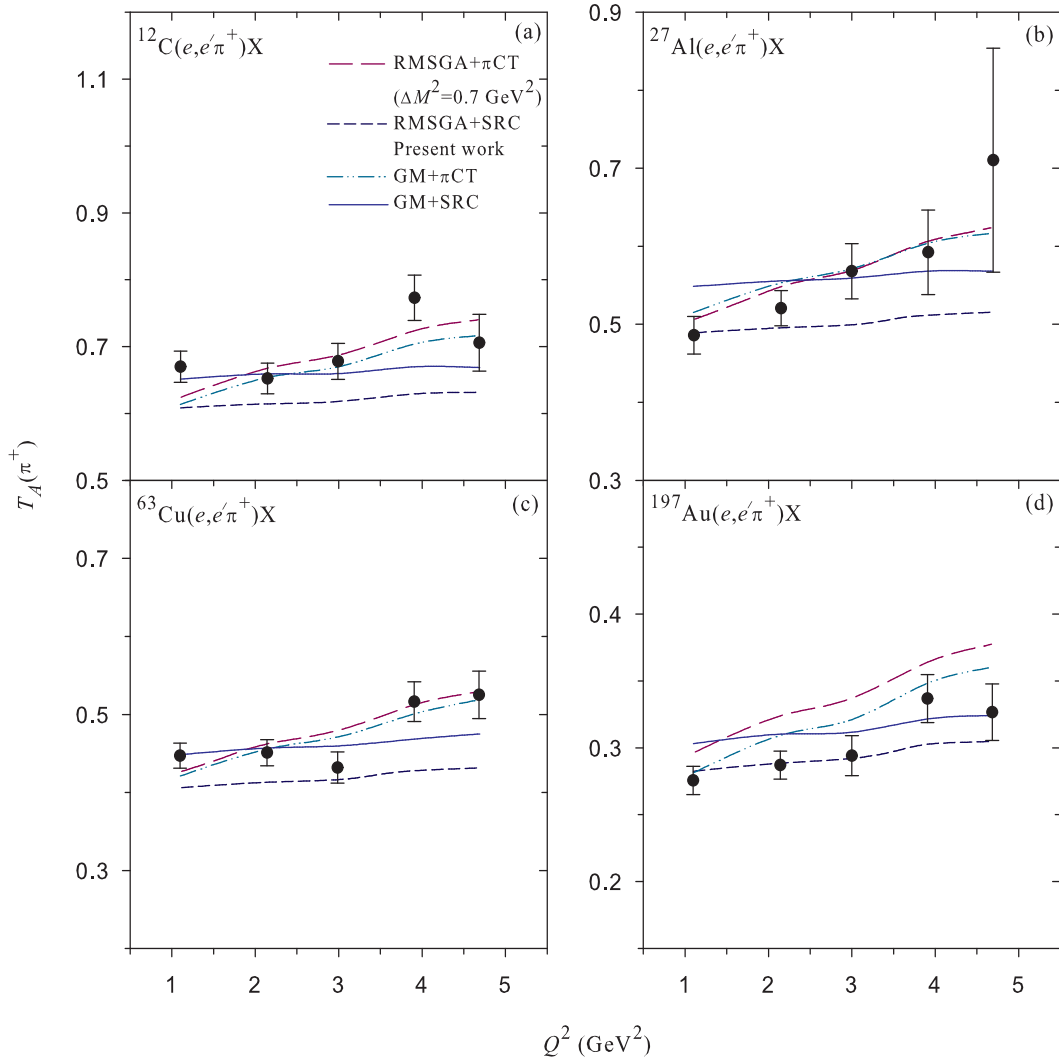 ¹²C(e,e′π⁺)X
(a)
RMSGA+πCT
(ΔM²=0.7 GeV²)
RMSGA+SRC
Present work
GM+πCT
GM+SRC
1.1
0.9
0.7
0.5
²⁷Al(e,e′π⁺)X
(b)
0.9
0.7
0.5
0.3
T_A(π⁺)
⁶³Cu(e,e′π⁺)X
(c)
0.7
0.5
0.3
1 2 3 4 5
¹⁹⁷Au(e,e′π⁺)X
(d)
0.4
0.3
0.2
1 2 3 4 5
Q² (GeV²)